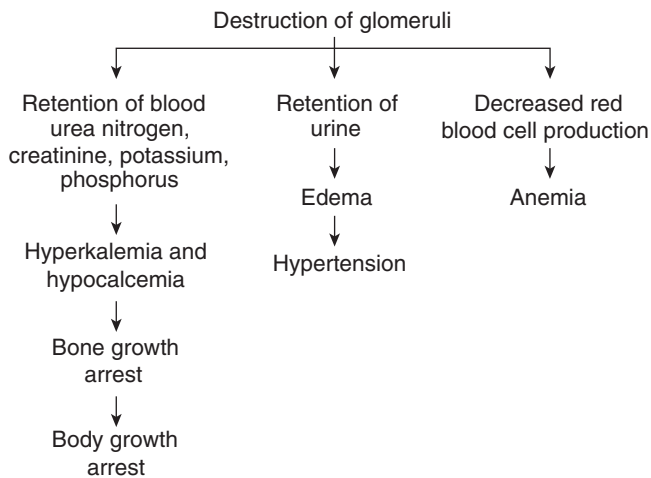 Destruction of glomeruli
Retention of blood
urea nitrogen,
creatinine, potassium,
phosphorus
Hyperkalemia and
hypocalcemia
Bone growth
arrest
Body growth
arrest
Retention of
urine
Edema
Hypertension
Decreased red
blood cell production
Anemia